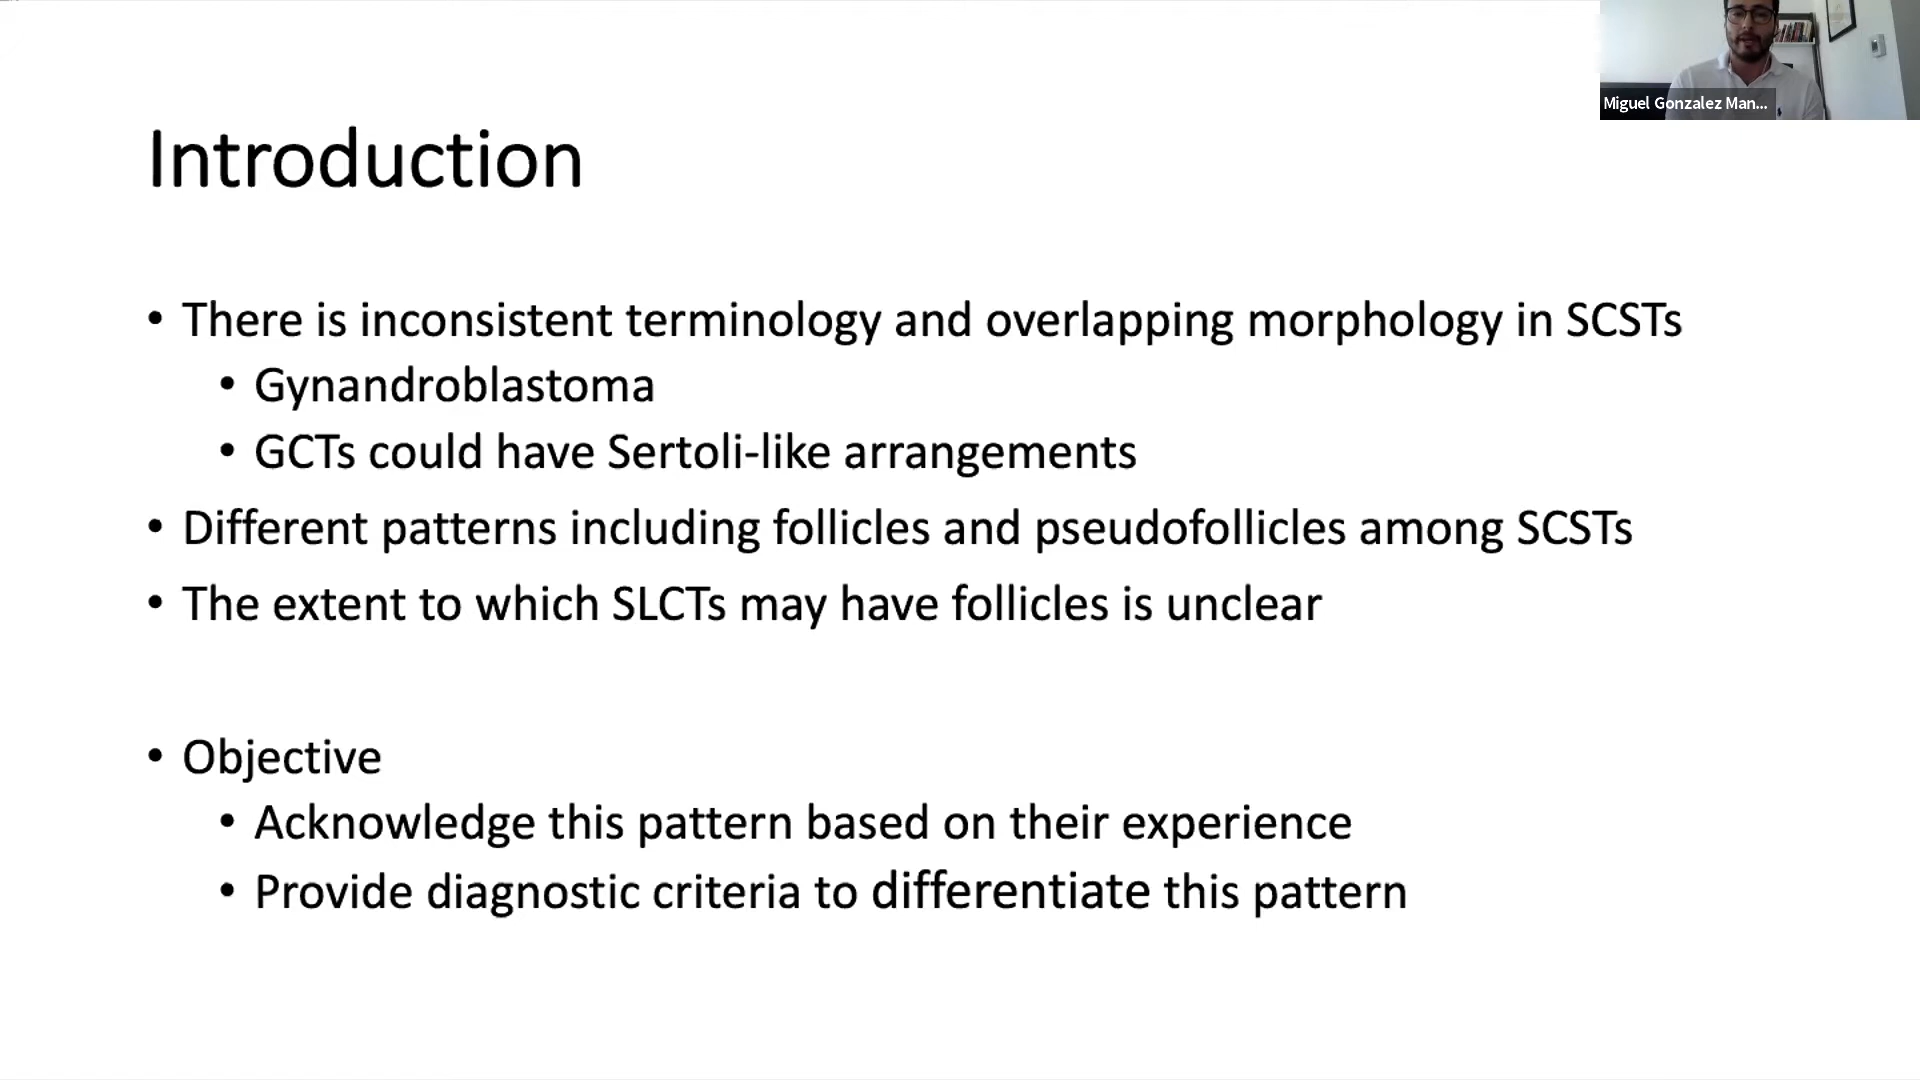 Miguel Gonzalez Man...
Introduction
• There is inconsistent terminology and overlapping morphology in SCSTs
• Gynandroblastoma
• GCTs could have Sertoli-like arrangements
• Different patterns including follicles and pseudofollicles among SCSTs
• The extent to which SLCTs may have follicles is unclear
• Objective
• Acknowledge this pattern based on their experience
• Provide diagnostic criteria to differentiate this pattern